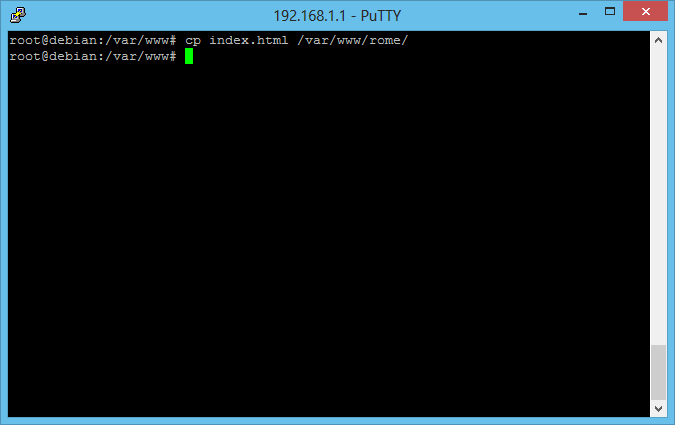 192.168.1.1 - PuTTY
root@debian:/var/www# cp index.html /var/www/rome/
root@debian:/var/www#